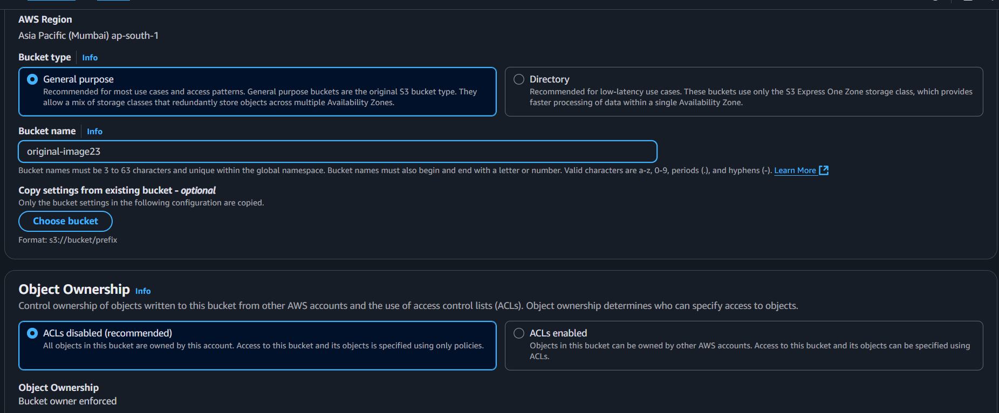 AWS Region
Asia Pacific (Mumbai) ap-south-1
Bucket type Info
General purpose
Recommended for most use cases and access patterns. General purpose buckets are the original S3 bucket type. They
allow a mix of storage classes that redundantly store objects across multiple Availability Zones.
Directory
Recommended for low-latency use cases. These buckets use only the S3 Express One Zone storage class, which provides
faster processing of data within a single Availability Zone.
Bucket name Info
original-image23
Bucket names must be 3 to 63 characters and unique within the global namespace. Bucket names must also begin and end with a letter or number. Valid characters are a-z, 0-9, periods (.), and hyphens (-). Learn More
Copy settings from existing bucket - optional
Only the bucket settings in the following configuration are copied.
Choose bucket
Format: s3://bucket/prefix
Object Ownership Info
Control ownership of objects written to this bucket from other AWS accounts and the use of access control lists (ACLs). Object ownership determines who can specify access to objects.
ACLs disabled (recommended)
All objects in this bucket are owned by this account. Access to this bucket and its objects is specified using only policies.
ACLs enabled
Objects in this bucket can be owned by other AWS accounts. Access to this bucket and its objects can be specified using
ACLs.
Object Ownership
Bucket owner enforced